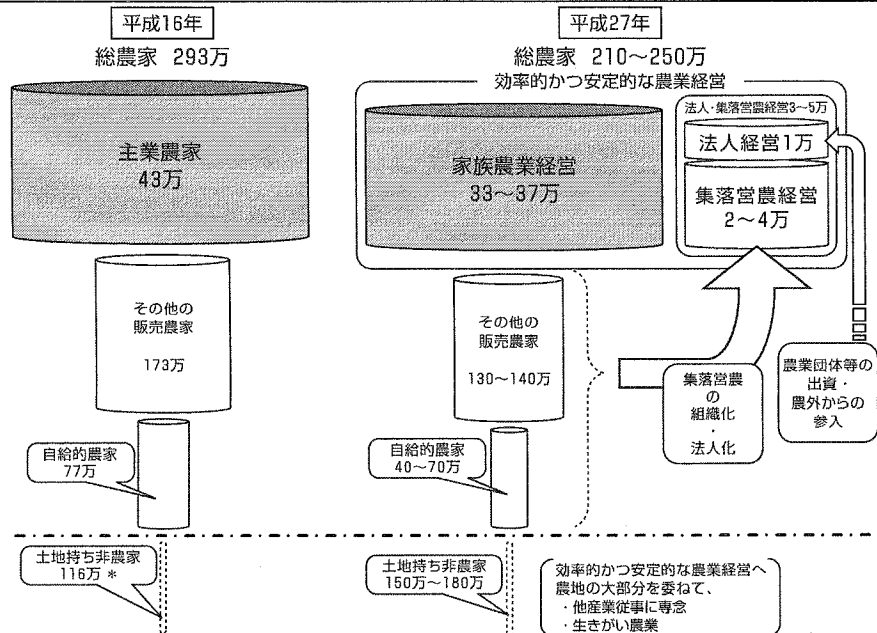 平成16年
総農家 293万
主業農家
43万
その他の
販売農家
173万
自給的農家
77万
土地持ち非農家
116万 *
平成27年
総農家 210〜250万
効率的かつ安定的な農業経営
家族農業経営
33〜37万
法人・集落営農経営3〜5万
法人経営1万
集落営農経営
2〜4万
その他の
販売農家
130〜140万
自給的農家
40〜70万
集落営農
の
組織化
・
法人化
農業団体等の
出資・
農外からの
参入
土地持ち非農家
150万〜180万
効率的かつ安定的な農業経営へ
農地の大部分を委ねて、
・他産業従事に専念
・生きがい農業